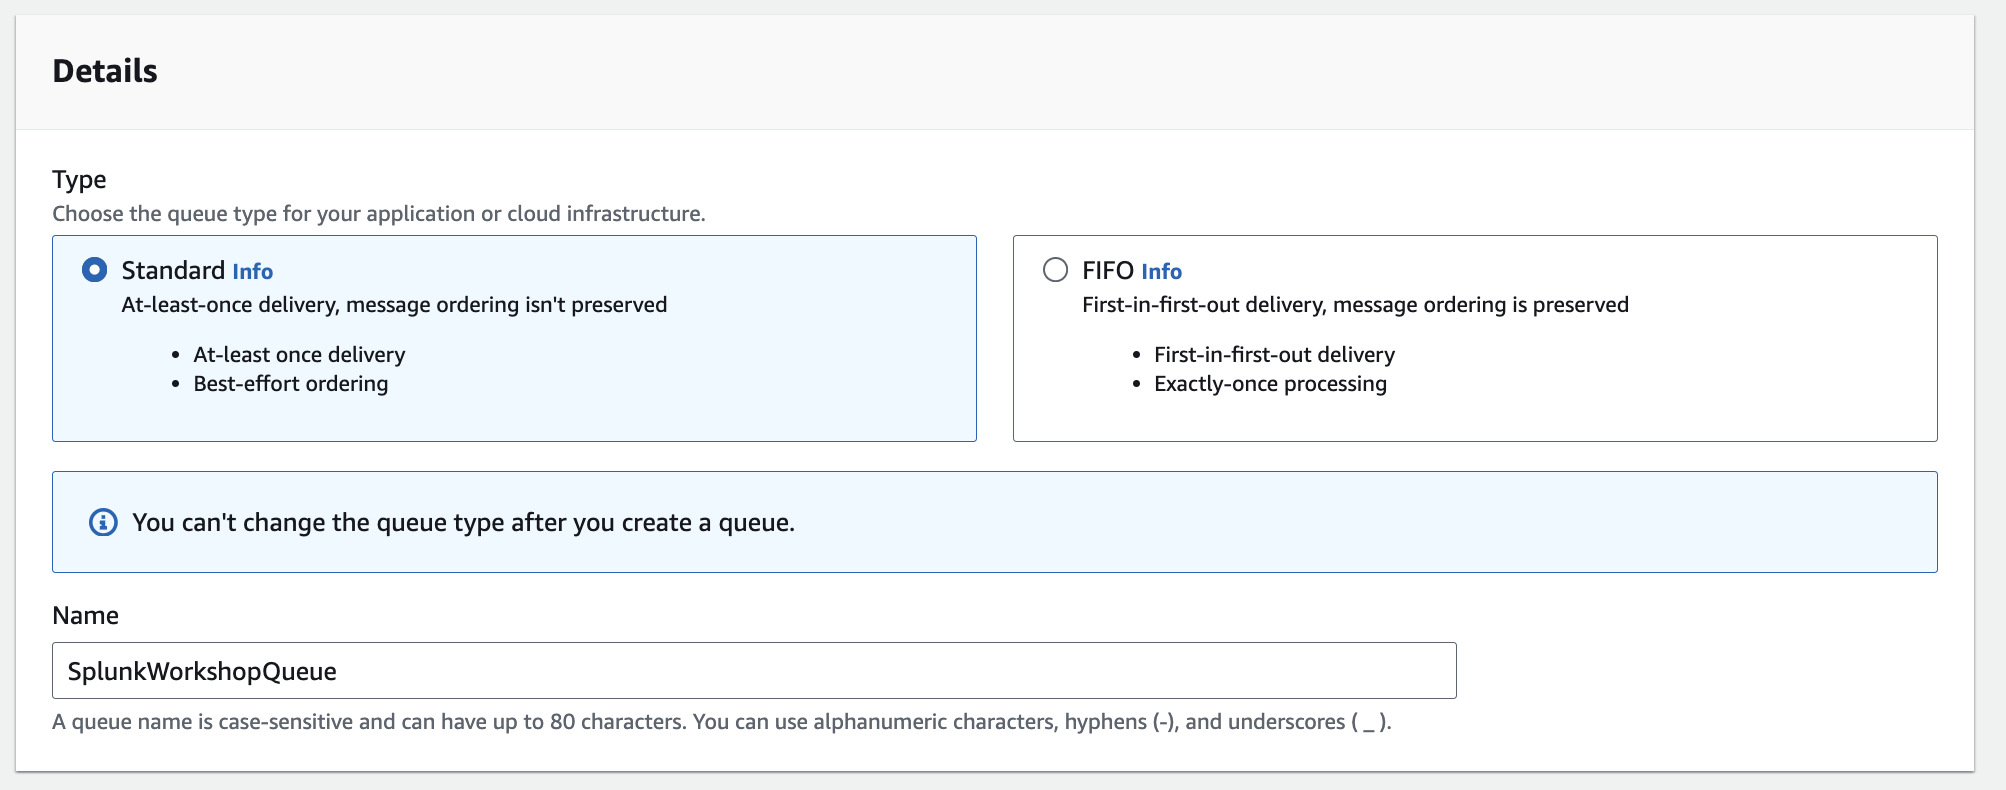 Details
Type
Choose the queue type for your application or cloud infrastructure.
Standard Info
At-least-once delivery, message ordering isn't preserved
• At-least once delivery
• Best-effort ordering
FIFO Info
First-in-first-out delivery, message ordering is preserved
• First-in-first-out delivery
• Exactly-once processing
You can't change the queue type after you create a queue.
Name
SplunkWorkshopQueue
A queue name is case-sensitive and can have up to 80 characters. You can use alphanumeric characters, hyphens (-), and underscores ( _ ).